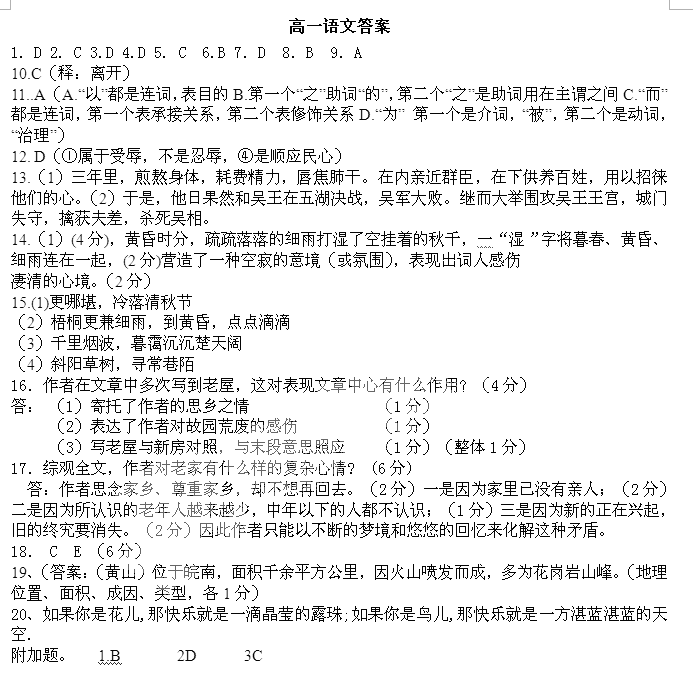 高一语文答案
1. D 2. C 3.D 4.D 5. C 6.B 7. D 8. B 9. A
10.C（释：离开）
11..A（A.“以”都是连词,表目的 B.第一个“之”助词“的”,第二个“之”是助词用在主谓之间 C.“而”
都是连词，第一个表承接关系，第二个表修饰关系 D.“为” 第一个是介词，“被”，第二个是动词，
“治理”）
12. D（①属于受辱，不是忍辱，④是顺应民心）
13.（1）三年里，煎熬身体，耗费精力，唇焦肺干。在内亲近群臣，在下供养百姓，用以招徕
他们的心。（2）于是，他日果然和吴王在五湖决战，吴军大败。继而大举围攻吴王王宫，城门
失守，擒获夫差，杀死吴相。
14.（1）(4 分)，黄昏时分，疏疏落落的细雨打湿了空挂着的秋千，一“湿 ”字将暮春、黄昏、
细雨连在一起，(2 分)营造了一种空寂的意境（或氛围），表现出词人感伤
凄清的心境。（2 分）
15.(1)更哪堪，冷落清秋节
（2）梧桐更兼细雨，到黄昏，点点滴滴
（3）千里烟波，暮霭沉沉楚天阔
（4）斜阳草树，寻常巷陌
16．作者在文章中多次写到老屋，这对表现文章中心有什么作用？（4 分）
答： （1）寄托了作者的思乡之情 （1 分）
（2）表达了作者对故园荒废的感伤 （1 分）
（3）写老屋与新房对照，与末段意思照应 （1 分）（整体 1 分）
17．综观全文，作者对老家有什么样的复杂心情？（6 分）
答：作者思念家乡、尊重家乡，却不想再回去。（2 分）一是因为家里已没有亲人；（2 分）
二是因为所认识的老年人越来越少，中年以下的人都不认识；（1 分）三是因为新的正在兴起，
旧的终究要消失。（2 分）因此作者只能以不断的梦境和悠悠的回忆来化解这种矛盾。
18． C E （6 分）
19、（答案：（黄山）位于皖南，面积千余平方公里，因火山喷发而成，多为花岗岩山峰。（地理
位置、面积、成因、类型，各 1 分）
20、如果你是花儿,那快乐就是一滴晶莹的露珠;如果你是鸟儿,那快乐就是一方湛蓝湛蓝的天
空.
附加题。 1.B 2D 3C